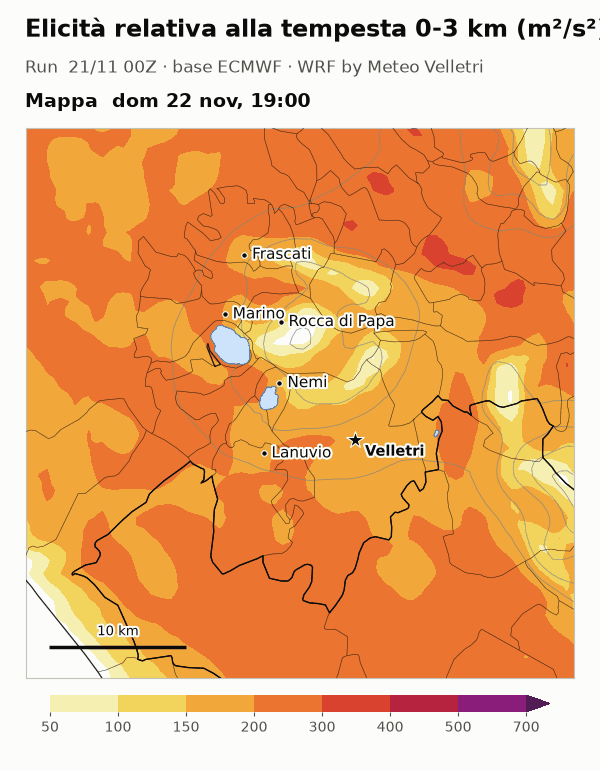 Elicità relativa alla tempesta 0-3 km (m²/s²)
Run 21/11 00Z · base ECMWF · WRF by Meteo Velletri
Mappa dom 22 nov, 19:00
Frascati
Marino
Rocca di Papa
Nemi
Velletri
Lanuvio
10 km
50 100 150 200 300 400 500 700